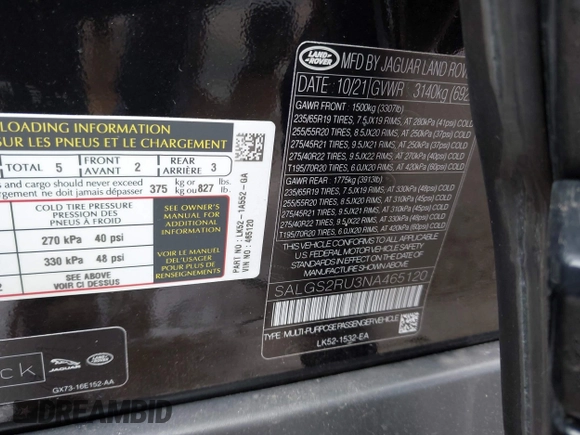 LOADING INFORMATION
SUR LES PNEUS ET LE CHARGEMENT
TOTAL 5
FRONT AVANT 2
REAR ARRIÈRE 3
s and cargo should never exceed
gement ne doit jamais dépasser
375 kg or kg ou 827 lb.
COLD TIRE PRESSURE
PRESSION DES
PNEUS À FROID
270 kPa 40 psi
330 kPa 48 psi
SEE ABOVE
VOIR CI DESSUS
SEE OWNER'S
MANUAL FOR
ADDITIONAL
INFORMATION
VOIR LE MANUEL
DE L'USAGER
POUR PLUS DE
RENSEIGNEMENTS
PART NO: LK52-1A552-GA
VIN NO: 465120
LAND ROVER
MFD BY JAGUAR LAND ROV
DATE: 10/21 GVWR 3140kg (692
GAWR FRONT: 1500kg (3307lb)
235/65R19 TIRES, 7.5JX19 RIMS, AT 280kPa (41psi) COLD
255/55R20 TIRES, 8.5JX20 RIMS, AT 250kPa (37psi) COLD
275/45R21 TIRES, 9.5JX21 RIMS, AT 250kPa (37psi) COLD
275/40R22 TIRES, 9.5JX22 RIMS, AT 270kPa (40psi) COLD
T195/70R20 TIRES, 6.0JX20 RIMS, AT 420kPa (60psi) COLD
GAWR REAR: 1775kg (3913lb)
235/65R19 TIRES, 7.5JX19 RIMS, AT 330kPa (48psi) COLD
255/55R20 TIRES, 8.5JX20 RIMS, AT 310kPa (45psi) COLD
275/45R21 TIRES, 9.5JX21 RIMS, AT 310kPa (45psi) COLD
275/40R22 TIRES, 9.5JX22 RIMS, AT 330kPa (48psi) COLD
T195/70R20 TIRES, 6.0JX20 RIMS, AT 420kPa (60psi) COLD
THIS VEHICLE CONFORMS TO ALL APPLICABLE
U.S. FEDERAL MOTOR VEHICLE SAFETY
STANDARDS IN EFFECT ON THE DATE OF
MANUFACTURE SHOWN ABOVE.
SALGS2RU3NA465120
TYPE: MULTI-PURPOSE PASSENGER VEHICLE
LK52-1532-EA
ck
JAGUAR
LAND ROVER
GX73-16E152-AA
DREAMBID